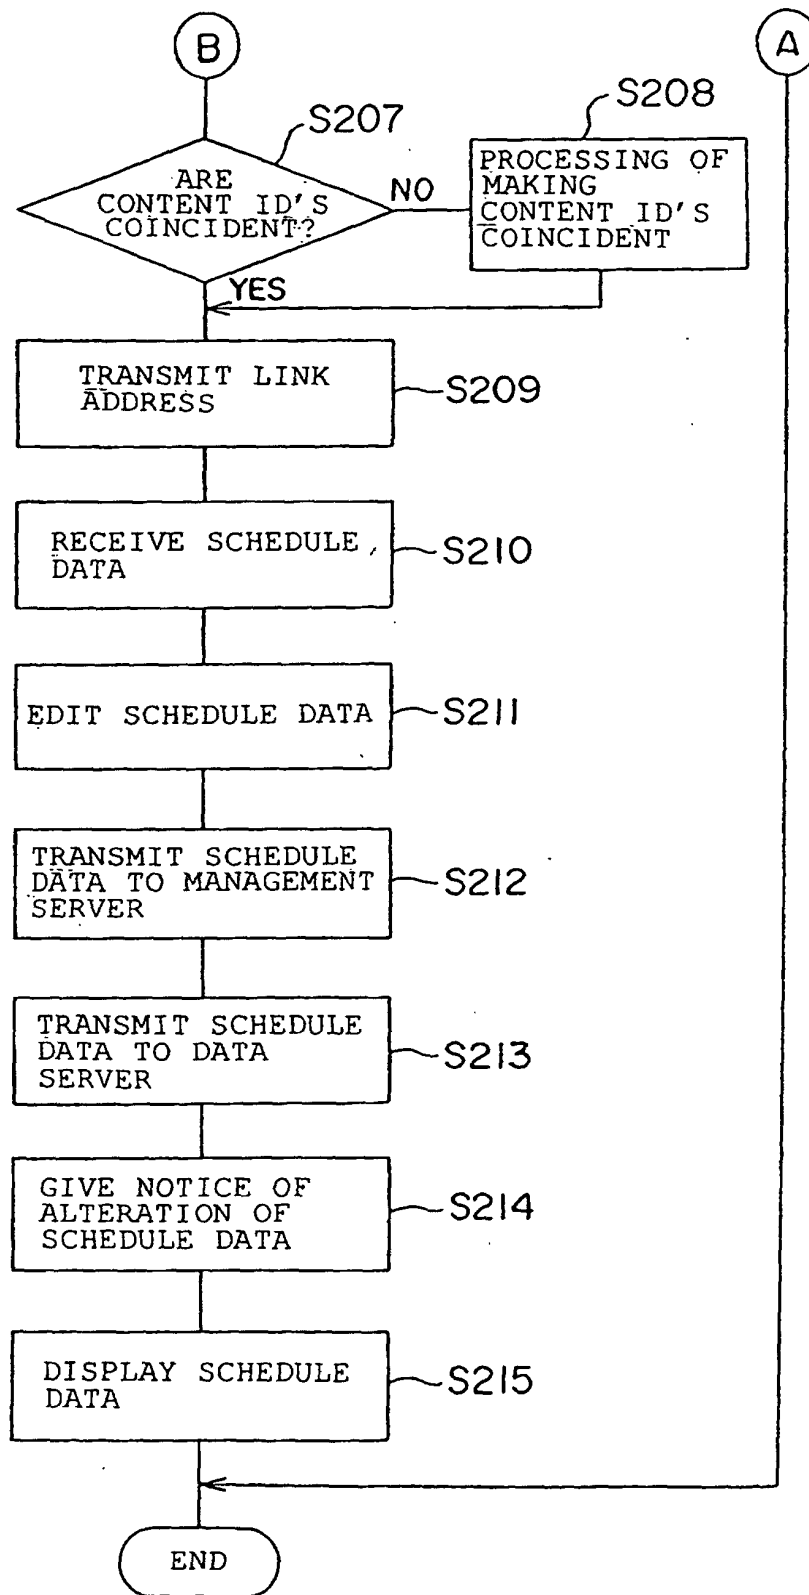 B
A
S207
S208
ARE
CONTENT ID'S
COINCIDENT?
NO
PROCESSING OF
MAKING
CONTENT ID'S
COINCIDENT
YES
TRANSMIT LINK
ADDRESS
S209
RECEIVE SCHEDULE
DATA
S210
EDIT SCHEDULE DATA
S211
TRANSMIT SCHEDULE
DATA TO MANAGEMENT
SERVER
S212
TRANSMIT SCHEDULE
DATA TO DATA
SERVER
S213
GIVE NOTICE OF
ALTERATION OF
SCHEDULE DATA
S214
DISPLAY SCHEDULE
DATA
S215
END